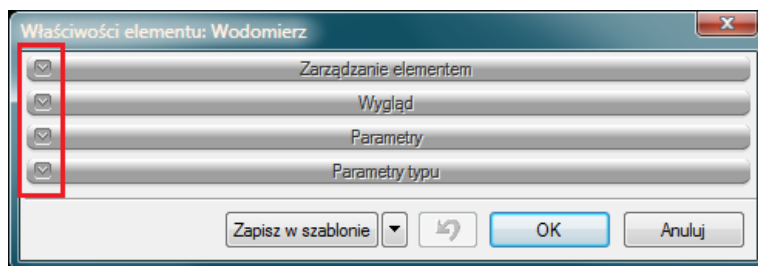 Właściwości elementu: Wodomierz
Zarządzanie elementem
Wygląd
Parametry
Parametry typu
Zapisz w szablonie OK Anuluj